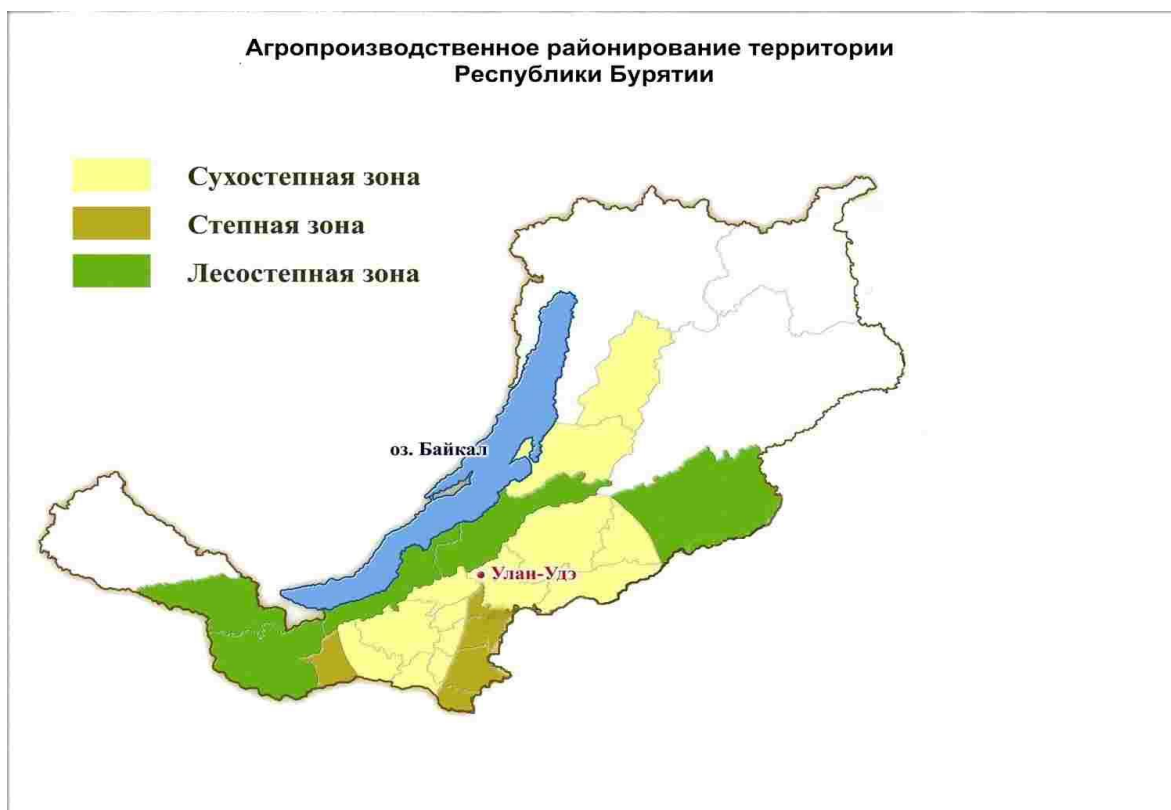 Агропроизводственное районирование территории
Республики Бурятии
Сухостепная зона
Степная зона
Лесостепная зона
оз. Байкал
Улан-Удэ